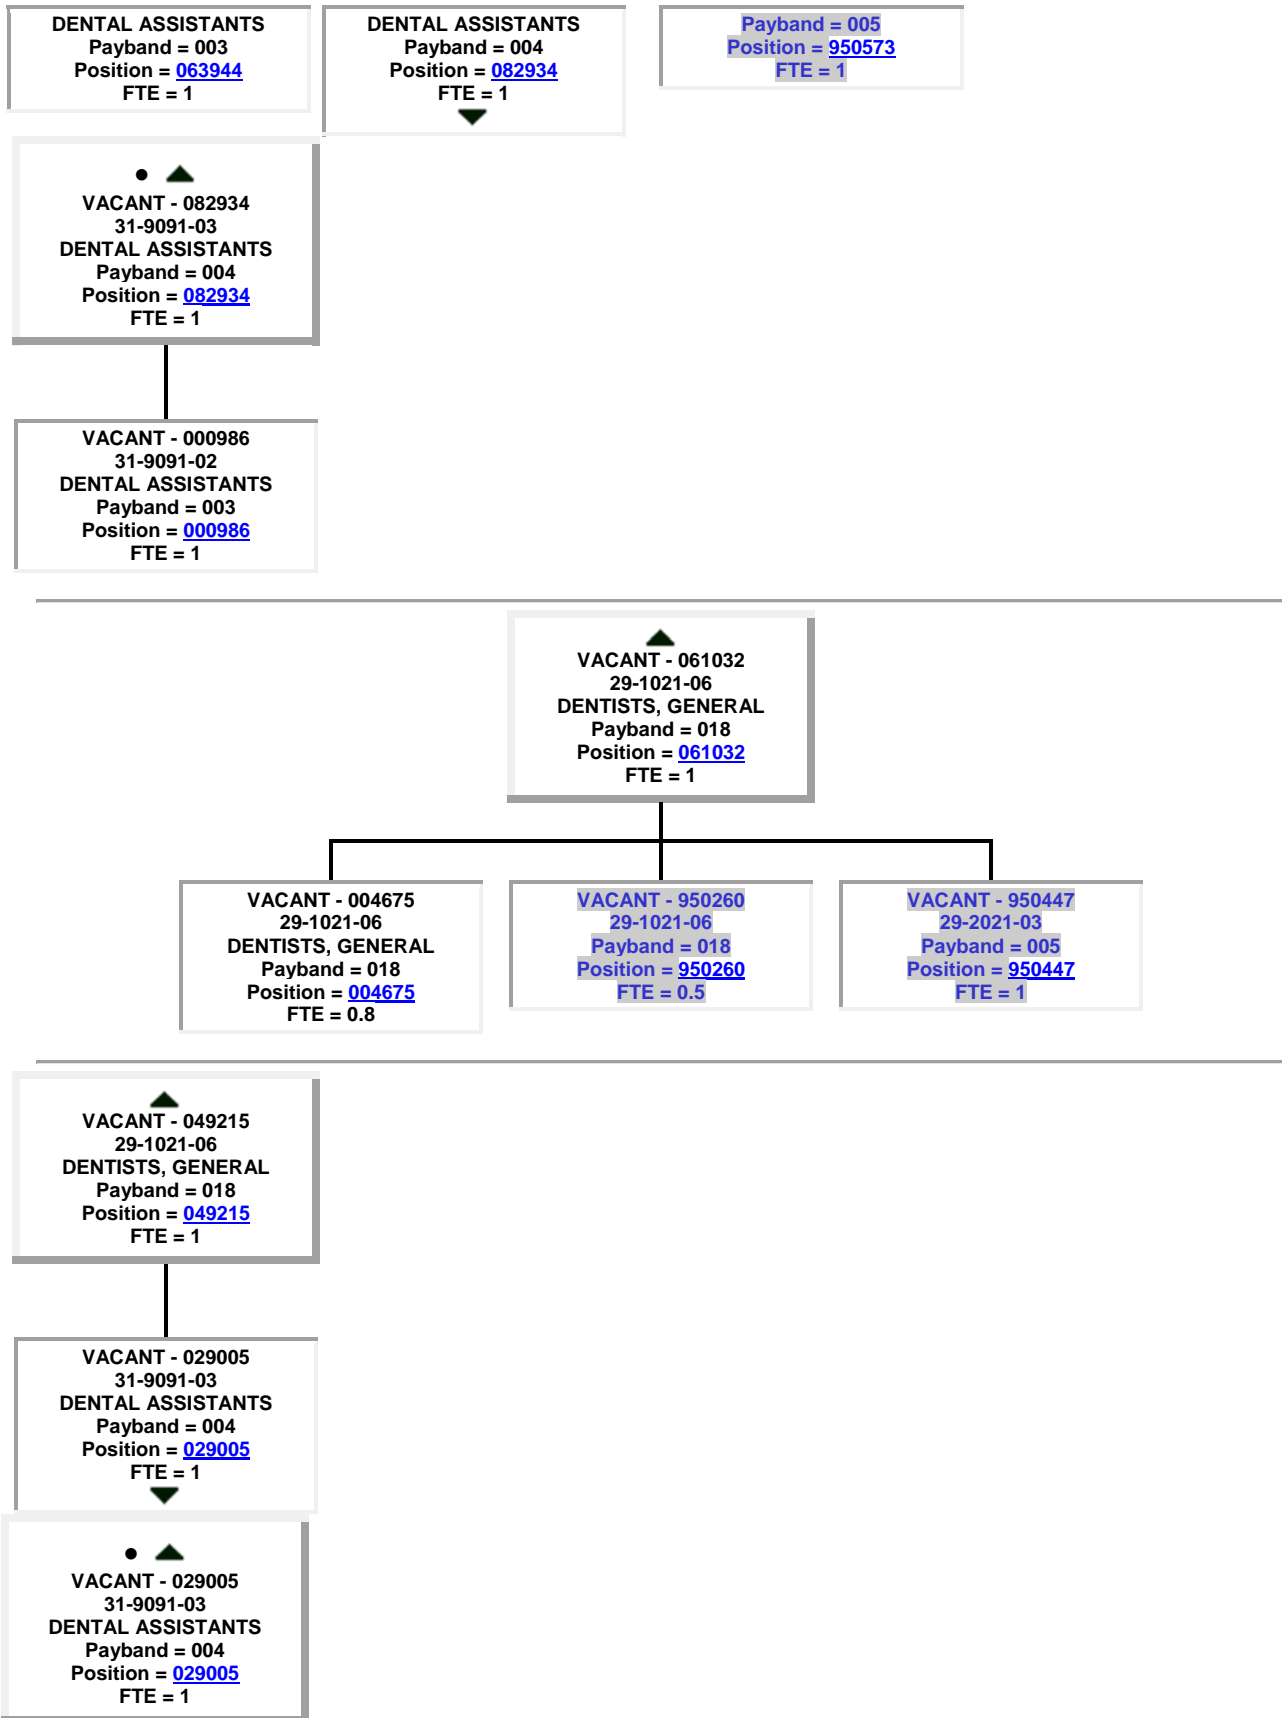 DENTAL ASSISTANTS
Payband = 003
Position = 063944
FTE = 1
DENTAL ASSISTANTS
Payband = 004
Position = 082934
FTE = 1
Payband = 005
Position = 950573
FTE = 1
VACANT - 082934
31-9091-03
DENTAL ASSISTANTS
Payband = 004
Position = 082934
FTE = 1
VACANT - 000986
31-9091-02
DENTAL ASSISTANTS
Payband = 003
Position = 000986
FTE = 1
VACANT - 061032
29-1021-06
DENTISTS, GENERAL
Payband = 018
Position = 061032
FTE = 1
VACANT - 004675
29-1021-06
DENTISTS, GENERAL
Payband = 018
Position = 004675
FTE = 0.8
VACANT - 950260
29-1021-06
Payband = 018
Position = 950260
FTE = 0.5
VACANT - 950447
29-2021-03
Payband = 005
Position = 950447
FTE = 1
VACANT - 049215
29-1021-06
DENTISTS, GENERAL
Payband = 018
Position = 049215
FTE = 1
VACANT - 029005
31-9091-03
DENTAL ASSISTANTS
Payband = 004
Position = 029005
FTE = 1
VACANT - 029005
31-9091-03
DENTAL ASSISTANTS
Payband = 004
Position = 029005
FTE = 1